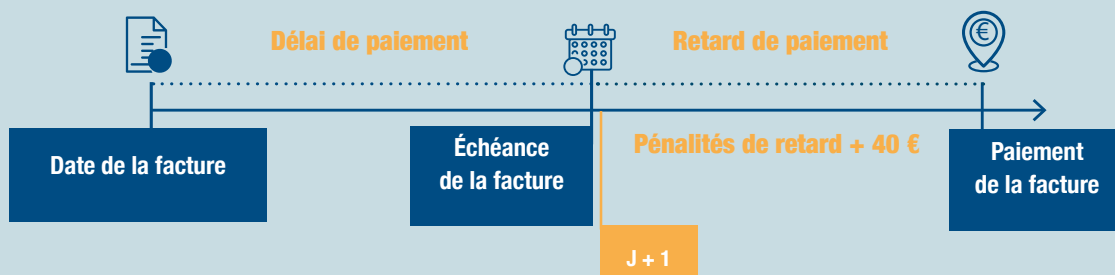 Délai de paiement
Retard de paiement
€
Date de la facture
Échéance
de la facture
Pénalités de retard + 40 €
Paiement
de la facture
J + 1